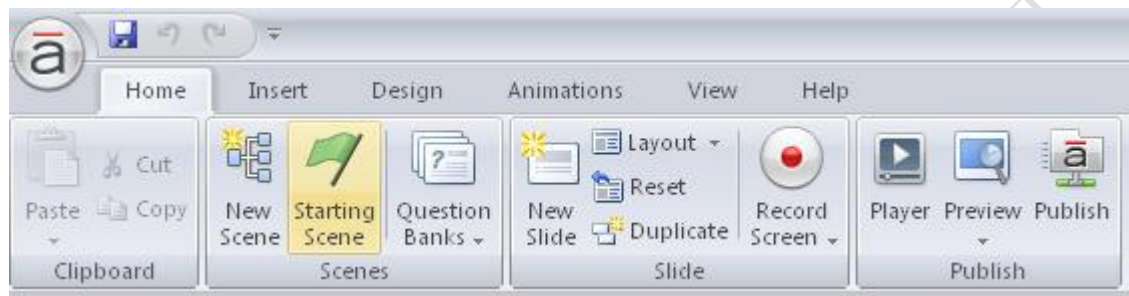 ā
Home Insert Design Animations View Help
Paste
Cut
Copy
Clipboard
New Scene
Starting Scene
Question Banks
Scenes
New Slide
Layout
Reset
Duplicate
Record Screen
Slide
Player
Preview
ā
Publish
Publish